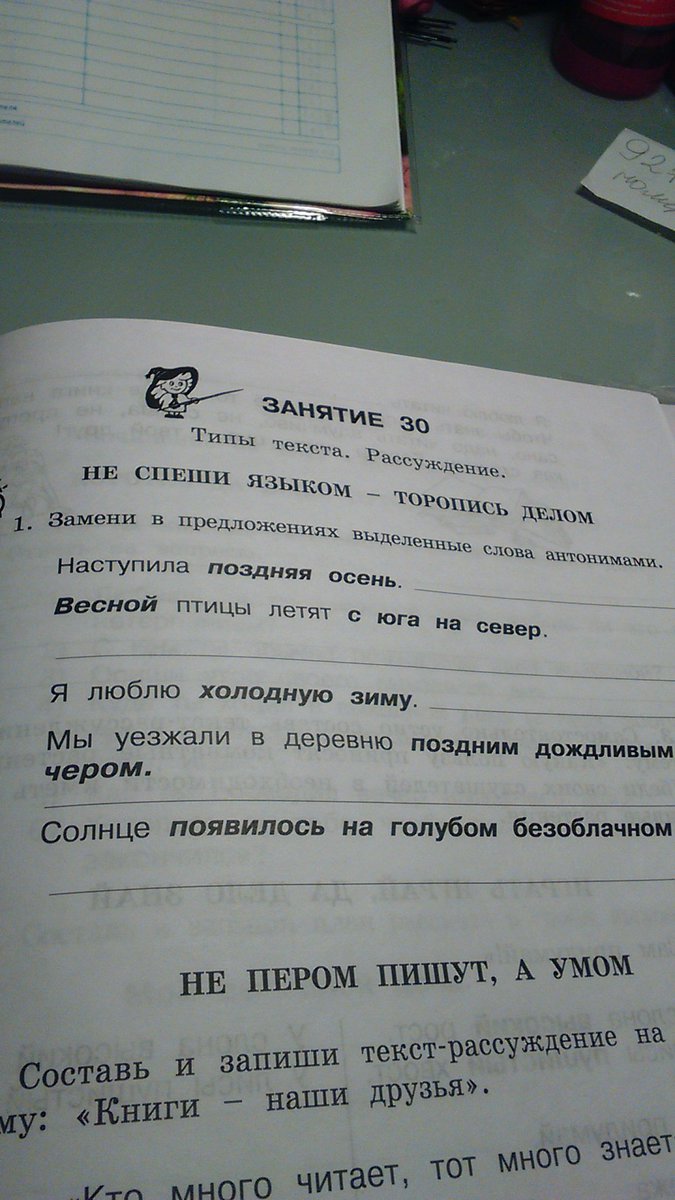 924
ЗАНЯТИЕ 30
Типы текста. Рассуждение.
НЕ СПЕШИ ЯЗЫКОМ – ТОРОПИСЬ ДЕЛОМ
1. Замени в предложениях выделенные слова антонимами.
Наступила поздняя осень.
Весной птицы летят с юга на север.
Я люблю холодную зиму.
Мы уезжали в деревню поздним дождливым
чером.
Солнце появилось на голубом безоблачном
НЕ ПЕРОМ ПИШУТ, А УМОМ
Составь и запиши текст-рассуждение на
му: «Книги – наши друзья».
«Кто много читает, тот много знает